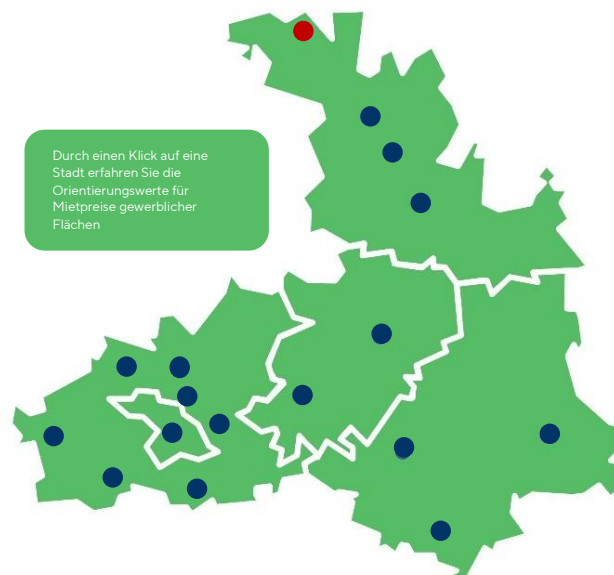 Durch einen Klick auf eine
Stadt erfahren Sie die
Orientierungswerte für
Mietpreise gewerblicher
Flächen